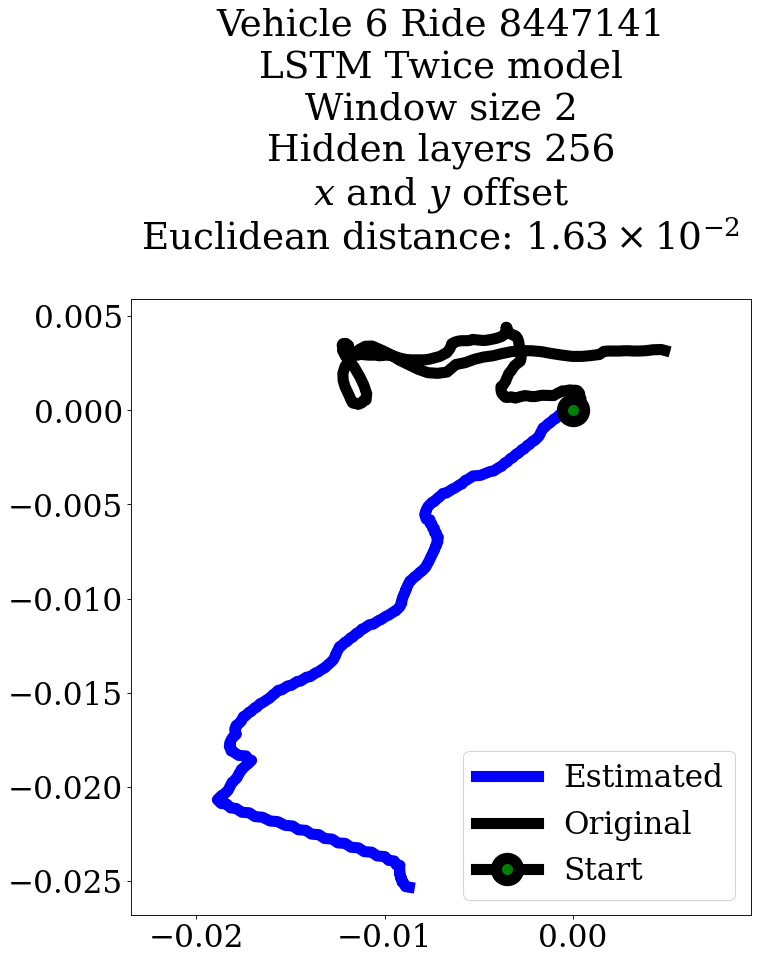 Vehicle 6 Ride 8447141
LSTM Twice model
Window size 2
Hidden layers 256
x and y offset
Euclidean distance: 1.63 × 10⁻²
0.005
0.000
−0.005
−0.010
−0.015
−0.020
−0.025
−0.02 −0.01 0.00
Estimated
Original
Start